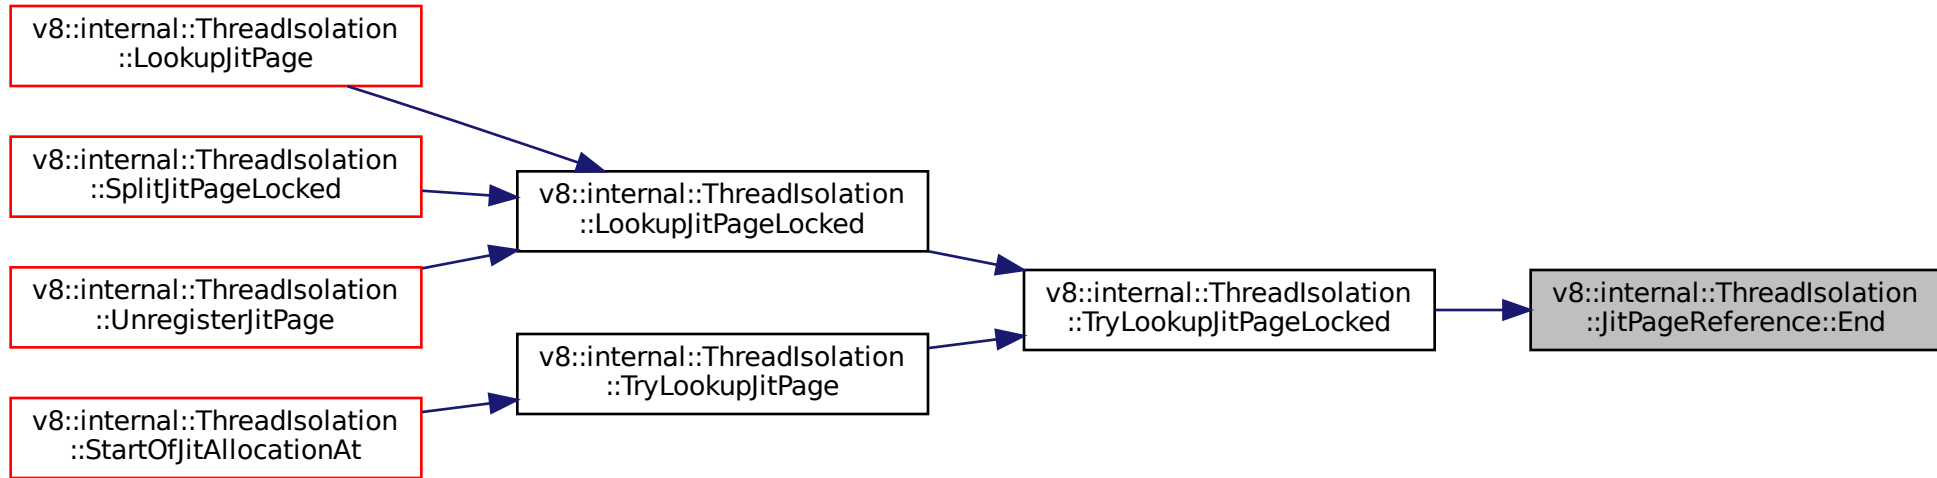 v8::internal::ThreadIsolation
::LookupJitPage
v8::internal::ThreadIsolation
::SplitJitPageLocked
v8::internal::ThreadIsolation
::UnregisterJitPage
v8::internal::ThreadIsolation
::StartOfJitAllocationAt
v8::internal::ThreadIsolation
::LookupJitPageLocked
v8::internal::ThreadIsolation
::TryLookupJitPage
v8::internal::ThreadIsolation
::TryLookupJitPageLocked
v8::internal::ThreadIsolation
::JitPageReference::End